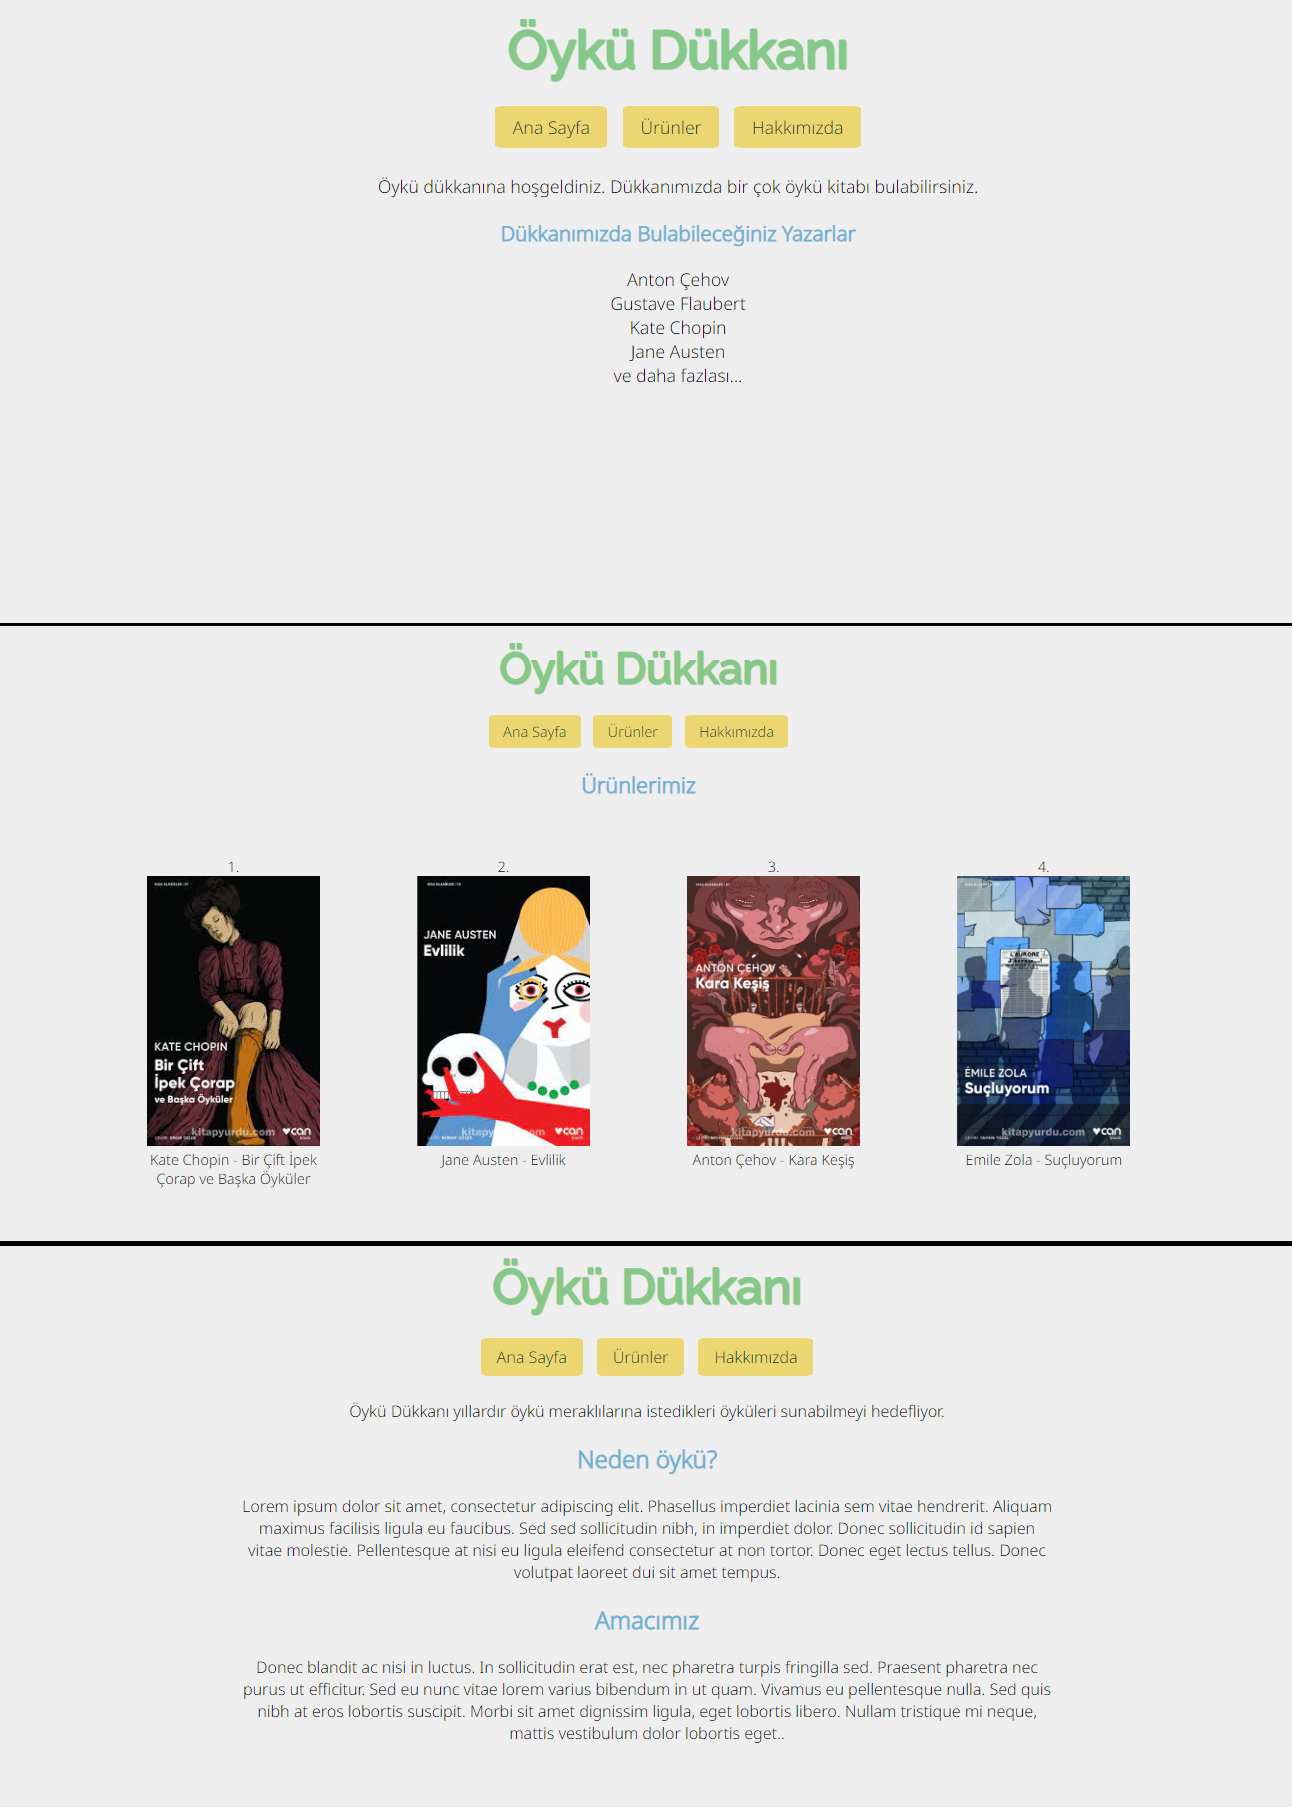 Öykü Dükkanı
Ana Sayfa Ürünler Hakkımızda
Öykü dükkanına hoşgeldiniz. Dükkanımızda bir çok öykü kitabı bulabilirsiniz.
Dükkanımızda Bulabileceğiniz Yazarlar
Anton Çehov
Gustave Flaubert
Kate Chopin
Jane Austen
ve daha fazlası...
Öykü Dükkanı
Ana Sayfa Ürünler Hakkımızda
Ürünlerimiz
1.
KATE CHOPIN
Bir Çift
İpek Çorap
ve Başka Öyküler
kitapyurdu.com
can
Kate Chopin - Bir Çift İpek
Çorap ve Başka Öyküler
2.
JANE AUSTEN
Evlilik
kitapyurdu.com
can
Jane Austen - Evlilik
3.
ANTON ÇEHOV
Kara Keşiş
kitapyurdu.com
can
Anton Çehov - Kara Keşiş
4.
L'AURORE
J'Accuse...!
ÉMILE ZOLA
Suçluyorum
kitapyurdu.com
can
Emile Zola - Suçluyorum
Öykü Dükkanı
Ana Sayfa Ürünler Hakkımızda
Öykü Dükkanı yıllardır öykü meraklılarına istedikleri öyküleri sunabilmeyi hedefliyor.
Neden öykü?
Lorem ipsum dolor sit amet, consectetur adipiscing elit. Phasellus imperdiet lacinia sem vitae hendrerit. Aliquam
maximus facilisis ligula eu faucibus. Sed sed sollicitudin nibh, in imperdiet dolor. Donec sollicitudin id sapien
vitae molestie. Pellentesque at nisi eu ligula eleifend consectetur at non tortor. Donec eget lectus tellus. Donec
volutpat laoreet dui sit amet tempus.
Amacımız
Donec blandit ac nisi in luctus. In sollicitudin erat est, nec pharetra turpis fringilla sed. Praesent pharetra nec
purus ut efficitur. Sed eu nunc vitae lorem varius bibendum in ut quam. Vivamus eu pellentesque nulla. Sed quis
nibh at eros lobortis suscipit. Morbi sit amet dignissim ligula, eget lobortis libero. Nullam tristique mi neque,
mattis vestibulum dolor lobortis eget..